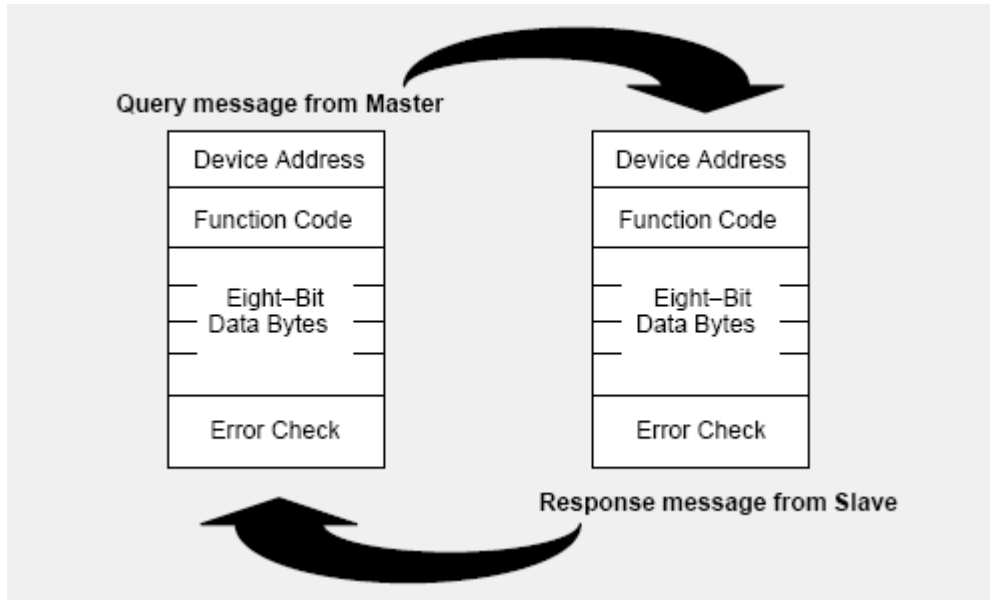 Query message from Master
Device Address
Function Code
Eight–Bit
Data Bytes
Error Check
Device Address
Function Code
Eight–Bit
Data Bytes
Error Check
Response message from Slave